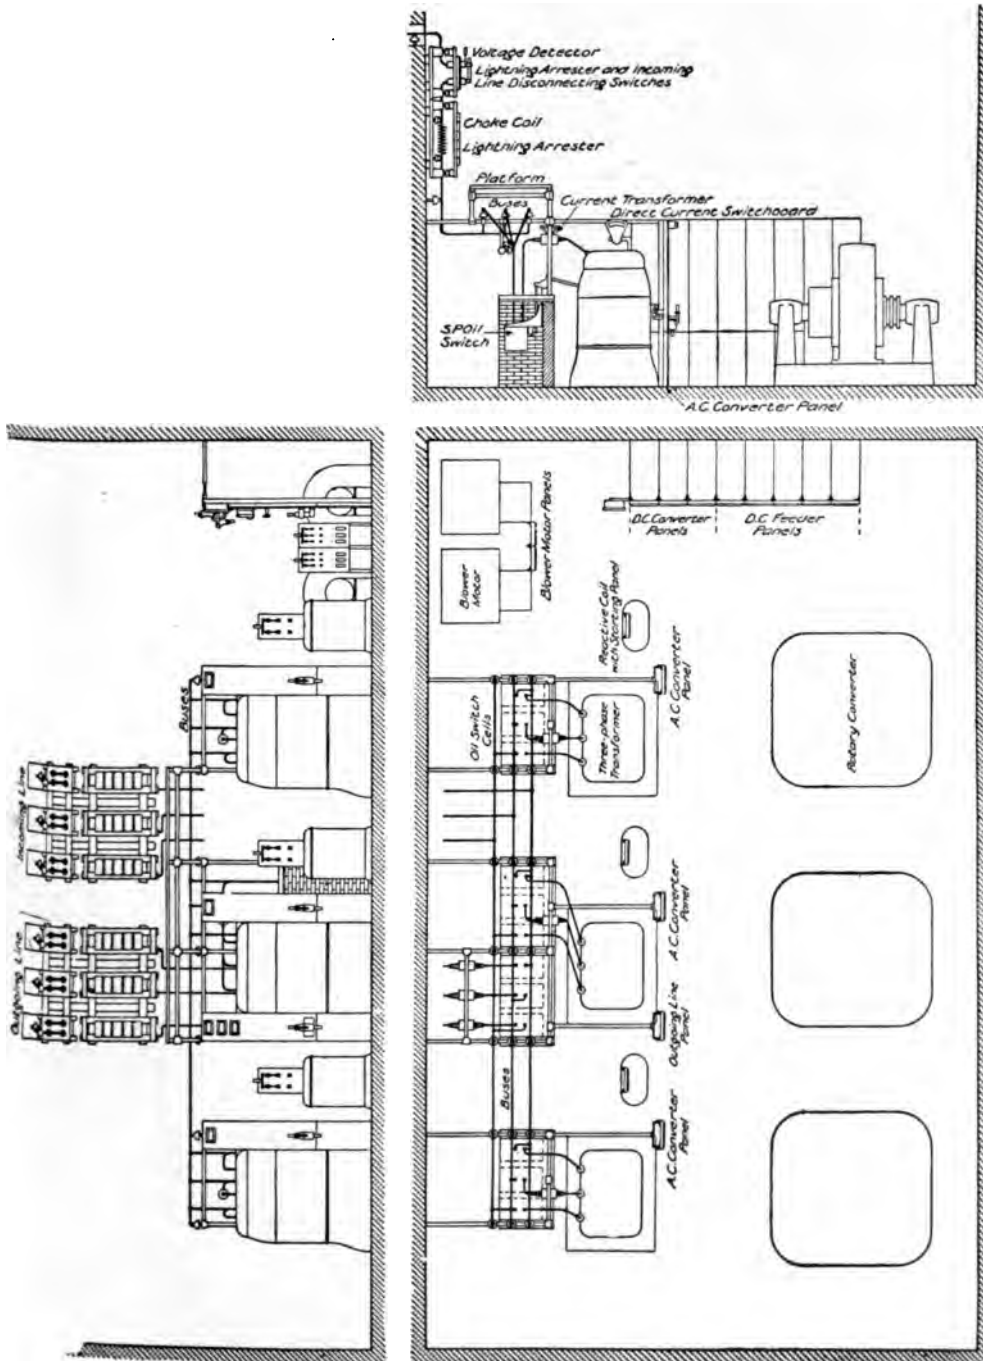 Voltage Detector
Lightning Arrester and Incoming
Line Disconnecting Switches
Choke Coil
Lightning Arrester
Platform
Buses
Current Transformer
Direct Current Switchboard
S.P. Oil
Switch
A.C. Converter Panel
Incoming Line
Outgoing Line
Buses
Blower
Motor
Blower Motor Panels
D.C. Converter
Panels
D.C. Feeder
Panels
Reactive Coil
with Starting Panel
A.C. Converter
Panel
Oil Switch
Cells
Three-phase
Transformer
Rotary Converter
A.C. Converter
Panel
Outgoing Line
Panel
Buses
A.C. Converter
Panel